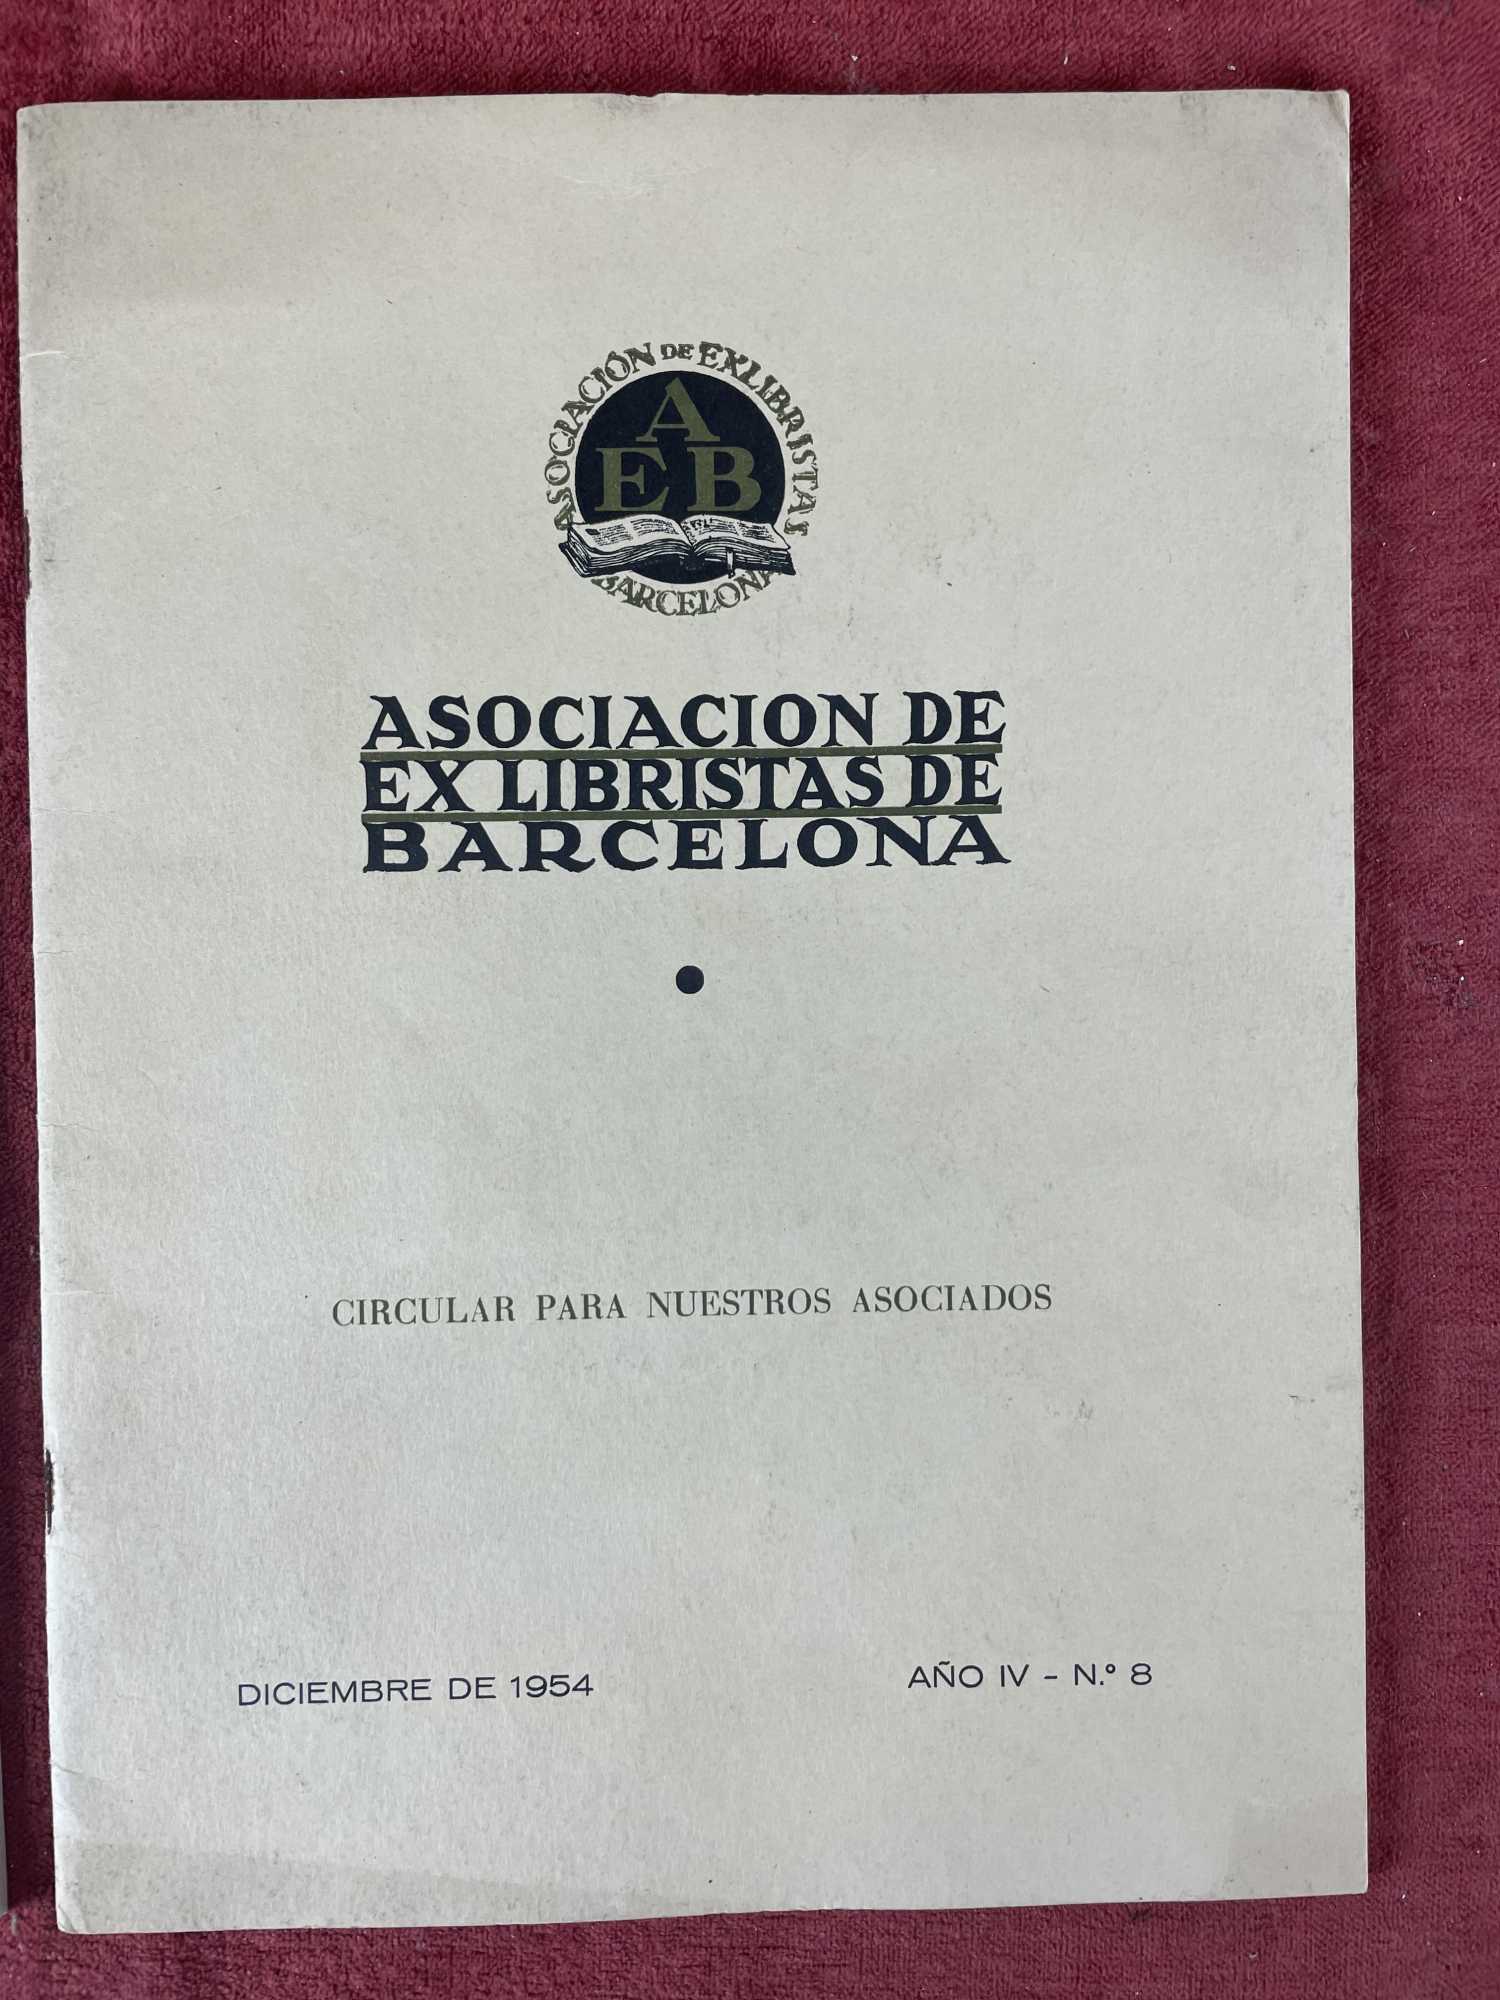 ASOCIACIÓN DE EXLIBRISTAS
A
EB
BARCELONA
ASOCIACION DE
EX LIBRISTAS DE
BARCELONA
CIRCULAR PARA NUESTROS ASOCIADOS
DICIEMBRE DE 1954
AÑO IV - N.º 8